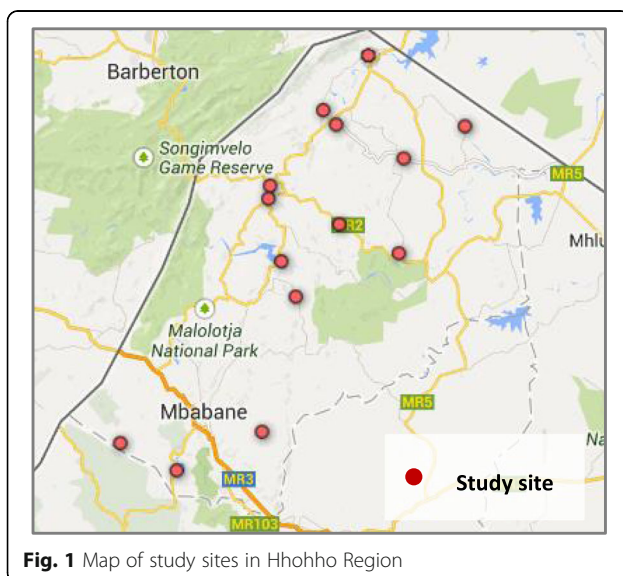 Barberton
Songimvelo
Game Reserve
MR5
MR2
Mhlu
Malolotja
National Park
MR5
Mbabane
Na
Study site
MR3
MR103
Fig. 1 Map of study sites in Hhohho Region